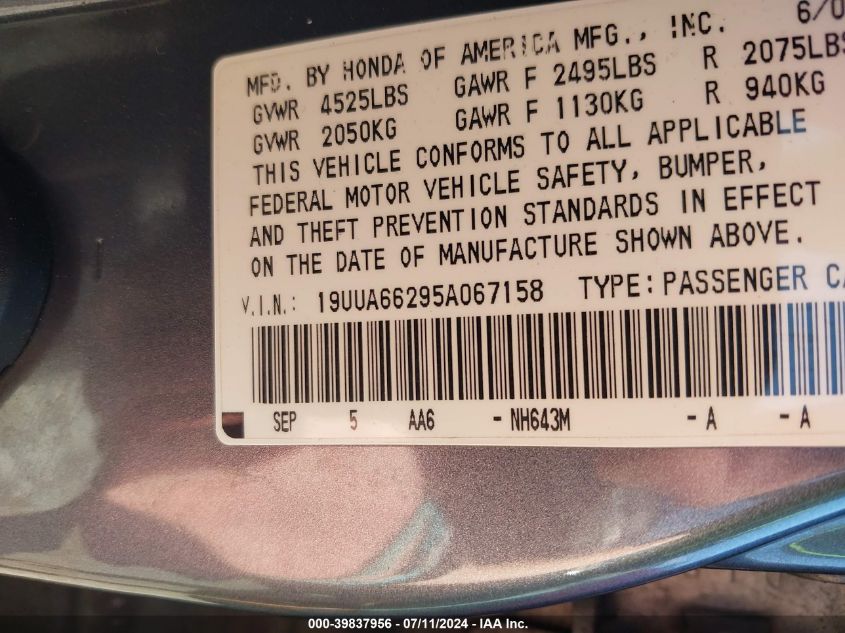 MFD. BY HONDA OF AMERICA MFG., INC. 6/0
GVWR 4525LBS GAWR F 2495LBS R 2075LBS
GVWR 2050KG GAWR F 1130KG R 940KG
THIS VEHICLE CONFORMS TO ALL APPLICABLE
FEDERAL MOTOR VEHICLE SAFETY, BUMPER,
AND THEFT PREVENTION STANDARDS IN EFFECT
ON THE DATE OF MANUFACTURE SHOWN ABOVE.
V.I.N.: 19UUA66295A067158 TYPE: PASSENGER CA
SEP 5 AA6 - NH643M - A - A
000-39837956 - 07/11/2024 - IAA Inc.